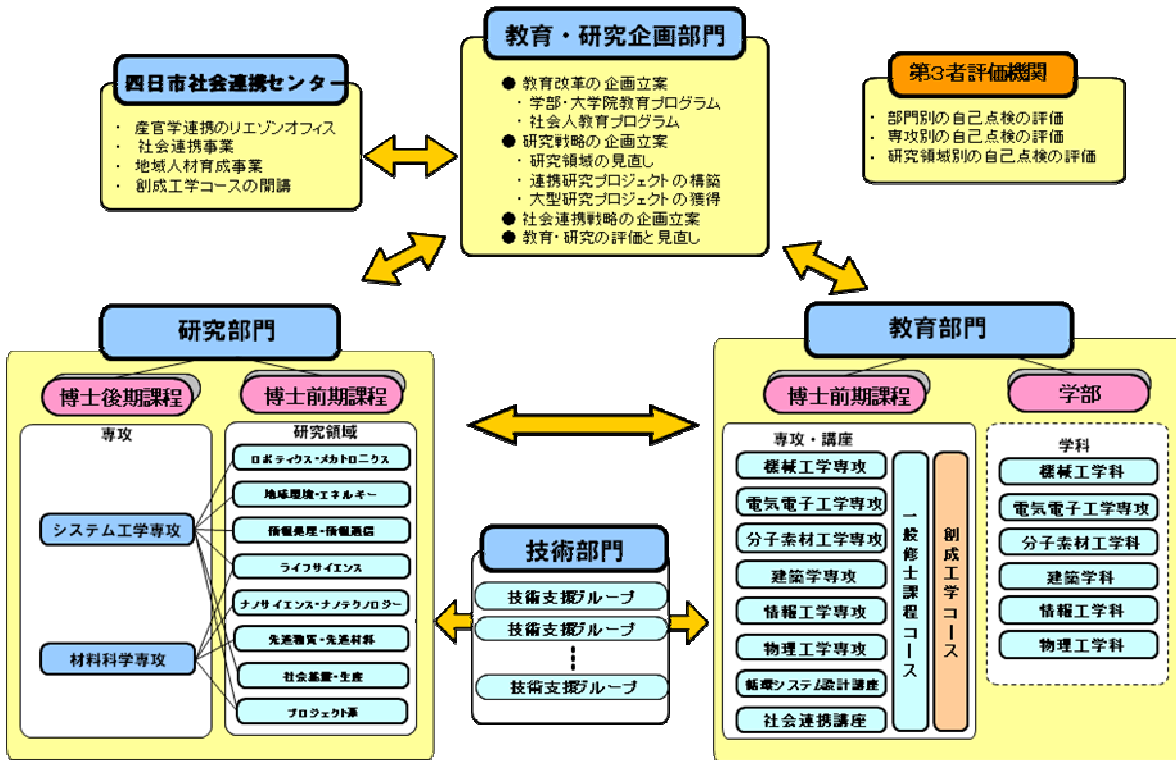 教育・研究企画部門
● 教育改革の企画立案
・学部・大学院教育プログラム
・社会人教育プログラム
● 研究戦略の企画立案
・研究領域の見直し
・連携研究プロジェクトの構築
・大型研究プロジェクトの獲得
● 社会連携戦略の企画立案
● 教育・研究の評価と見直し
四日市社会連携センター
・ 産官学連携のリエゾンオフィス
・ 社会連携事業
・ 地域人材育成事業
・ 創成工学コースの開講
第3者評価機関
・部門別の自己点検の評価
・専攻別の自己点検の評価
・研究領域別の自己点検の評価
研究部門
博士後期課程
博士前期課程
専攻
システム工学専攻
材料科学専攻
研究領域
ロボティクス・メカトロニクス
地球環境・エネルギー
情報処理・情報通信
ライフサイエンス
ナノサイエンス・ナノテクノロジー
先進物質・先進材料
社会基盤・生産
プロジェクト系
技術部門
技術支援グループ
技術支援グループ
技術支援グループ
教育部門
博士前期課程
学部
専攻・講座
機械工学専攻
電気電子工学専攻
分子素材工学専攻
建築学専攻
情報工学専攻
物理工学専攻
循環システム設計講座
社会連携講座
一般修士課程コース
創成工学コース
学科
機械工学科
電気電子工学専攻
分子素材工学科
建築学科
情報工学科
物理工学科